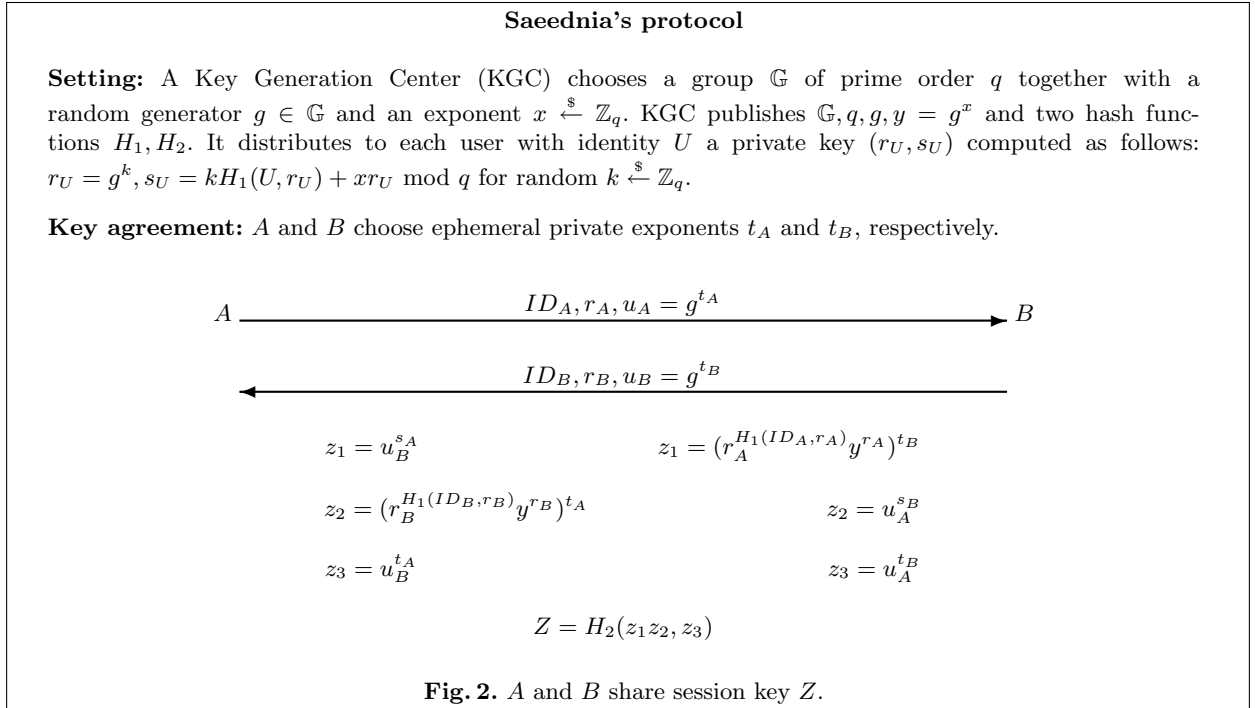 Saeednia's protocol
Setting: A Key Generation Center (KGC) chooses a group 𝔾 of prime order q together with a
random generator g ∈ 𝔾 and an exponent x $← ℤ_q. KGC publishes 𝔾, q, g, y = g^x and two hash func-
tions H_1, H_2. It distributes to each user with identity U a private key (r_U, s_U) computed as follows:
r_U = g^k, s_U = kH_1(U, r_U) + xr_U mod q for random k $← ℤ_q.
Key agreement: A and B choose ephemeral private exponents t_A and t_B, respectively.
A ID_A, r_A, u_A = g^{t_A} B
ID_B, r_B, u_B = g^{t_B}
z_1 = u_B^{s_A} z_1 = (r_A^{H_1(ID_A,r_A)} y^{r_A})^{t_B}
z_2 = (r_B^{H_1(ID_B,r_B)} y^{r_B})^{t_A} z_2 = u_A^{s_B}
z_3 = u_B^{t_A} z_3 = u_A^{t_B}
Z = H_2(z_1z_2, z_3)
Fig. 2. A and B share session key Z.